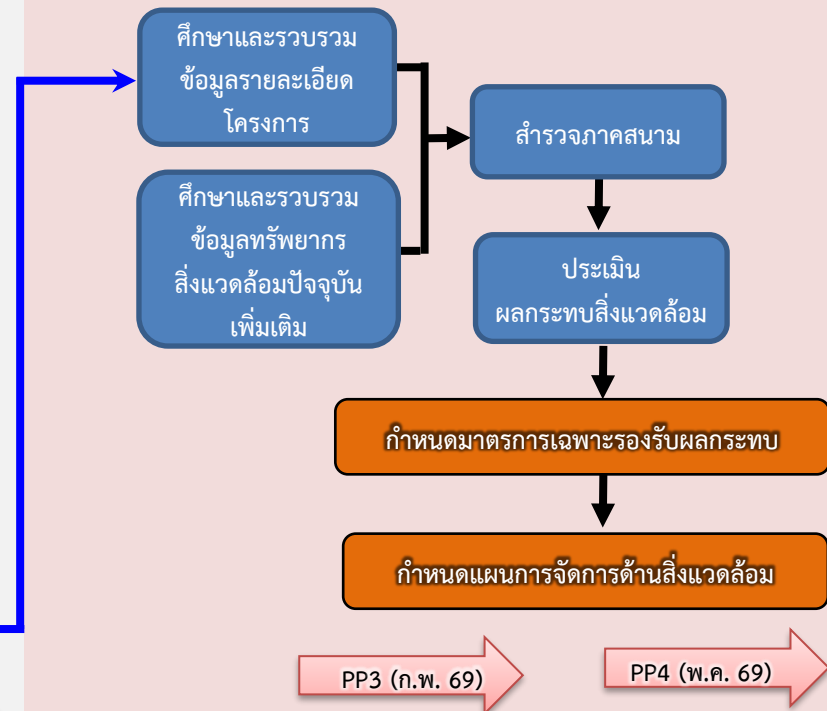 ศึกษาและรวบรวม
ข้อมูลรายละเอียด
โครงการ
ศึกษาและรวบรวม
ข้อมูลทรัพยากร
สิ่งแวดล้อมปัจจุบัน
เพิ่มเติม
สำรวจภาคสนาม
ประเมิน
ผลกระทบสิ่งแวดล้อม
กำหนดมาตรการเฉพาะรองรับผลกระทบ
กำหนดแผนการจัดการด้านสิ่งแวดล้อม
PP3 (ก.พ. 69)
PP4 (พ.ค. 69)